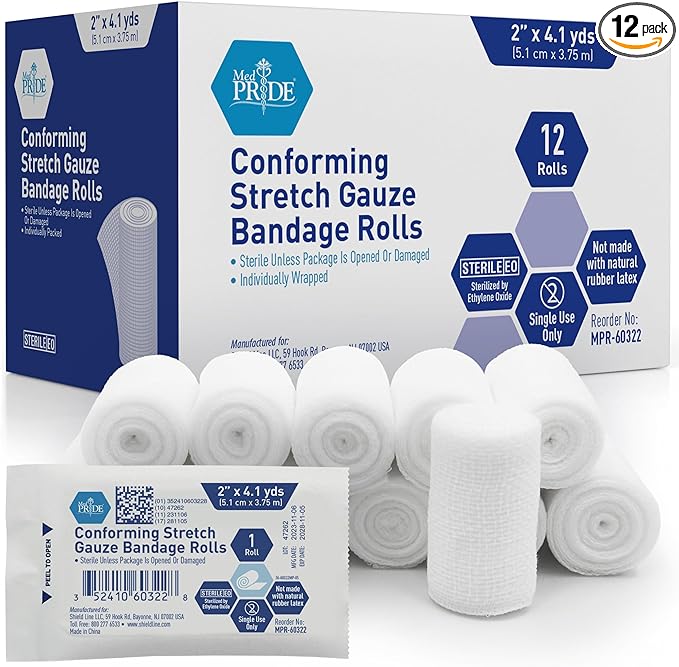 12 pack
2" x 4.1 yds
(5.1 cm x 3.75 m)
Med
PRIDE
Conforming
Stretch Gauze
Bandage Rolls
• Sterile Unless Package Is Opened
Or Damaged
• Individually Packed
STERILE EO
2" x 4.1 yds
(5.1 cm x 3.75 m)
Med
PRIDE
Conforming
Stretch Gauze
Bandage Rolls
• Sterile Unless Package Is Opened Or Damaged
• Individually Wrapped
12
Rolls
STERILE EO
Sterilized by
Ethylene Oxide
2
Single Use
Only
Not made
with natural
rubber latex
Reorder No:
MPR-60322
Manufactured for:
LLC, 59 Hook Rd, Bayonne, NJ 07002 USA
277 6533
PEEL TO OPEN
Med
PRIDE
(01) 352410603228
(10) 47262
(11) 231106
(17) 281105
2" x 4.1 yds
(5.1 cm x 3.75 m)
Conforming Stretch
Gauze Bandage Rolls
• Sterile Unless Package Is Opened Or Damaged
1
Roll
LOT: 47262
MFG DATE: 2023-11-06
EXP DATE: 2028-11-05
3 52410 60322 8
STERILE EO
Sterilized by
Ethylene Oxide
2
Single Use
Only
Not made
with natural
rubber latex
Reorder No:
MPR-60322
Manufactured for:
Shield Line LLC, 59 Hook Rd, Bayonne, NJ 07002 USA
Toll Free: 800 277 6533 • www.shieldline.com
Made in China